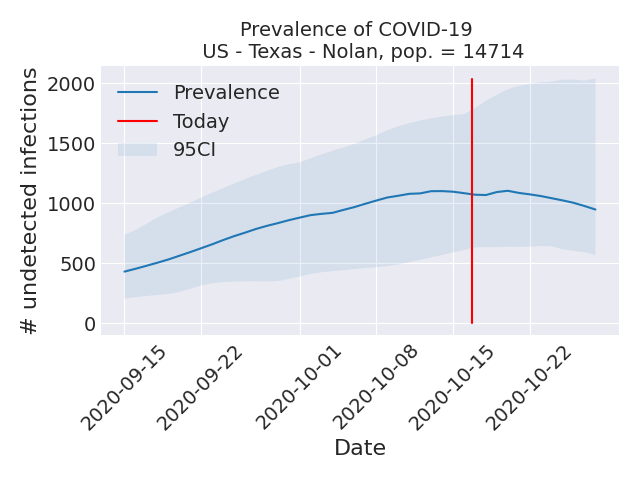 Prevalence of COVID-19
US - Texas - Nolan, pop. = 14714
2000
1500
1000
500
0
# undetected infections
Prevalence
Today
95CI
2020-09-15
2020-09-22
2020-10-01
2020-10-08
2020-10-15
2020-10-22
Date